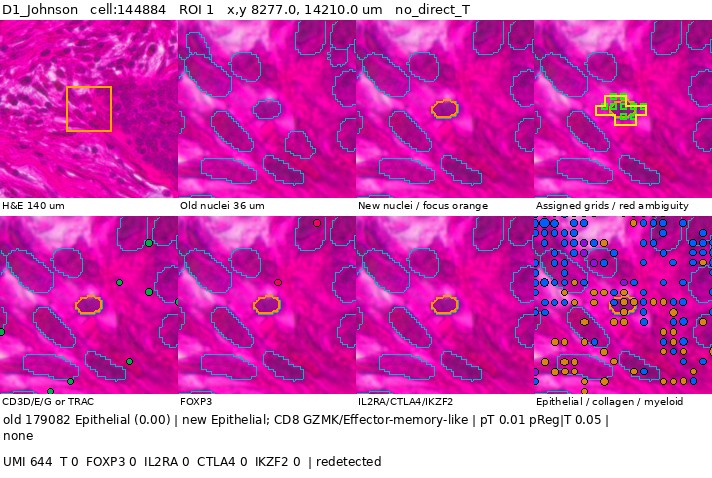 D1_Johnson cell:144884 ROI 1 x,y 8277.0, 14210.0 um no_direct_T
H&E 140 um
Old nuclei 36 um
New nuclei / focus orange
Assigned grids / red ambiguity
CD3D/E/G or TRAC
FOXP3
IL2RA/CTLA4/IKZF2
Epithelial / collagen / myeloid
old 179082 Epithelial (0.00) | new Epithelial; CD8 GZMK/Effector-memory-like | pT 0.01 pReg|T 0.05 |
none
UMI 644 T 0 FOXP3 0 IL2RA 0 CTLA4 0 IKZF2 0 | redetected